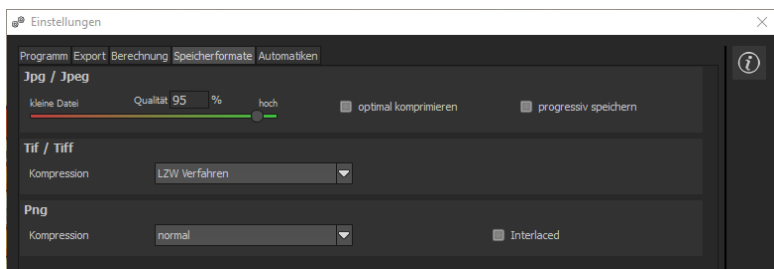 Einstellungen
Programm Export Berechnung Speicherformate Automatiken
Jpg / Jpeg
kleine Datei Qualität 95 % hoch optimal komprimieren progressiv speichern
Tif / Tiff
Kompression LZW Verfahren
Png
Kompression normal Interlaced